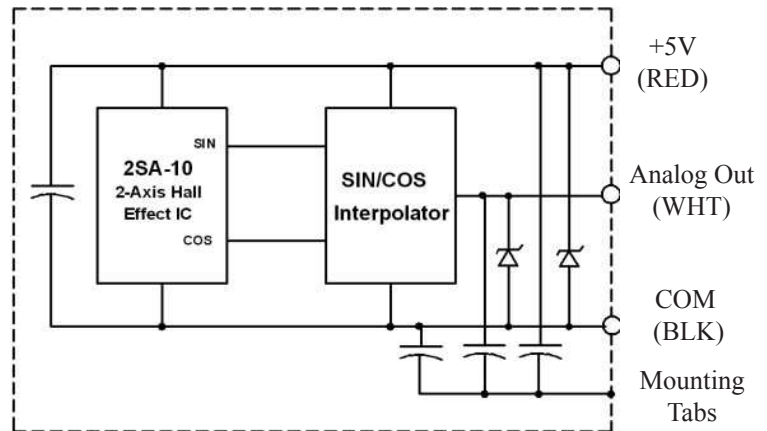 +5V
(RED)
SIN
2SA-10
2-Axis Hall
Effect IC
COS
SIN/COS
Interpolator
Analog Out
(WHT)
COM
(BLK)
Mounting
Tabs